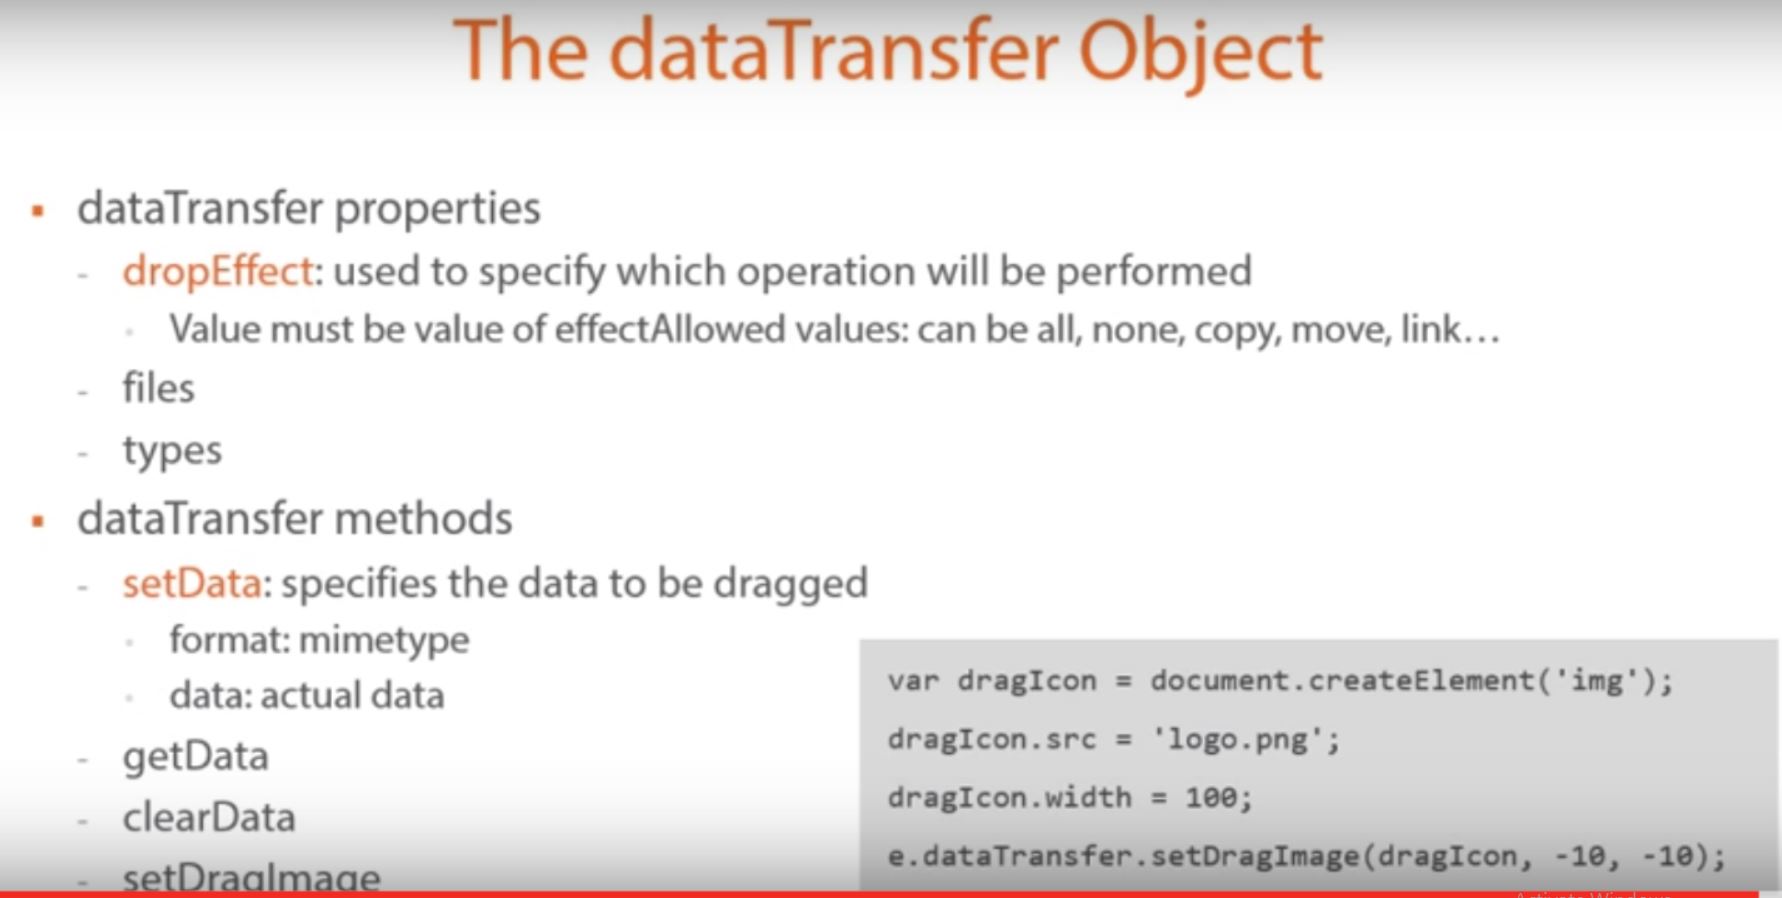 The dataTransfer Object
▪ dataTransfer properties
- dropEffect: used to specify which operation will be performed
• Value must be value of effectAllowed values: can be all, none, copy, move, link…
- files
- types
▪ dataTransfer methods
- setData: specifies the data to be dragged
• format: mimetype
• data: actual data
- getData
- clearData
- setDragImage
var dragIcon = document.createElement('img');
dragIcon.src = 'logo.png';
dragIcon.width = 100;
e.dataTransfer.setDragImage(dragIcon, -10, -10);